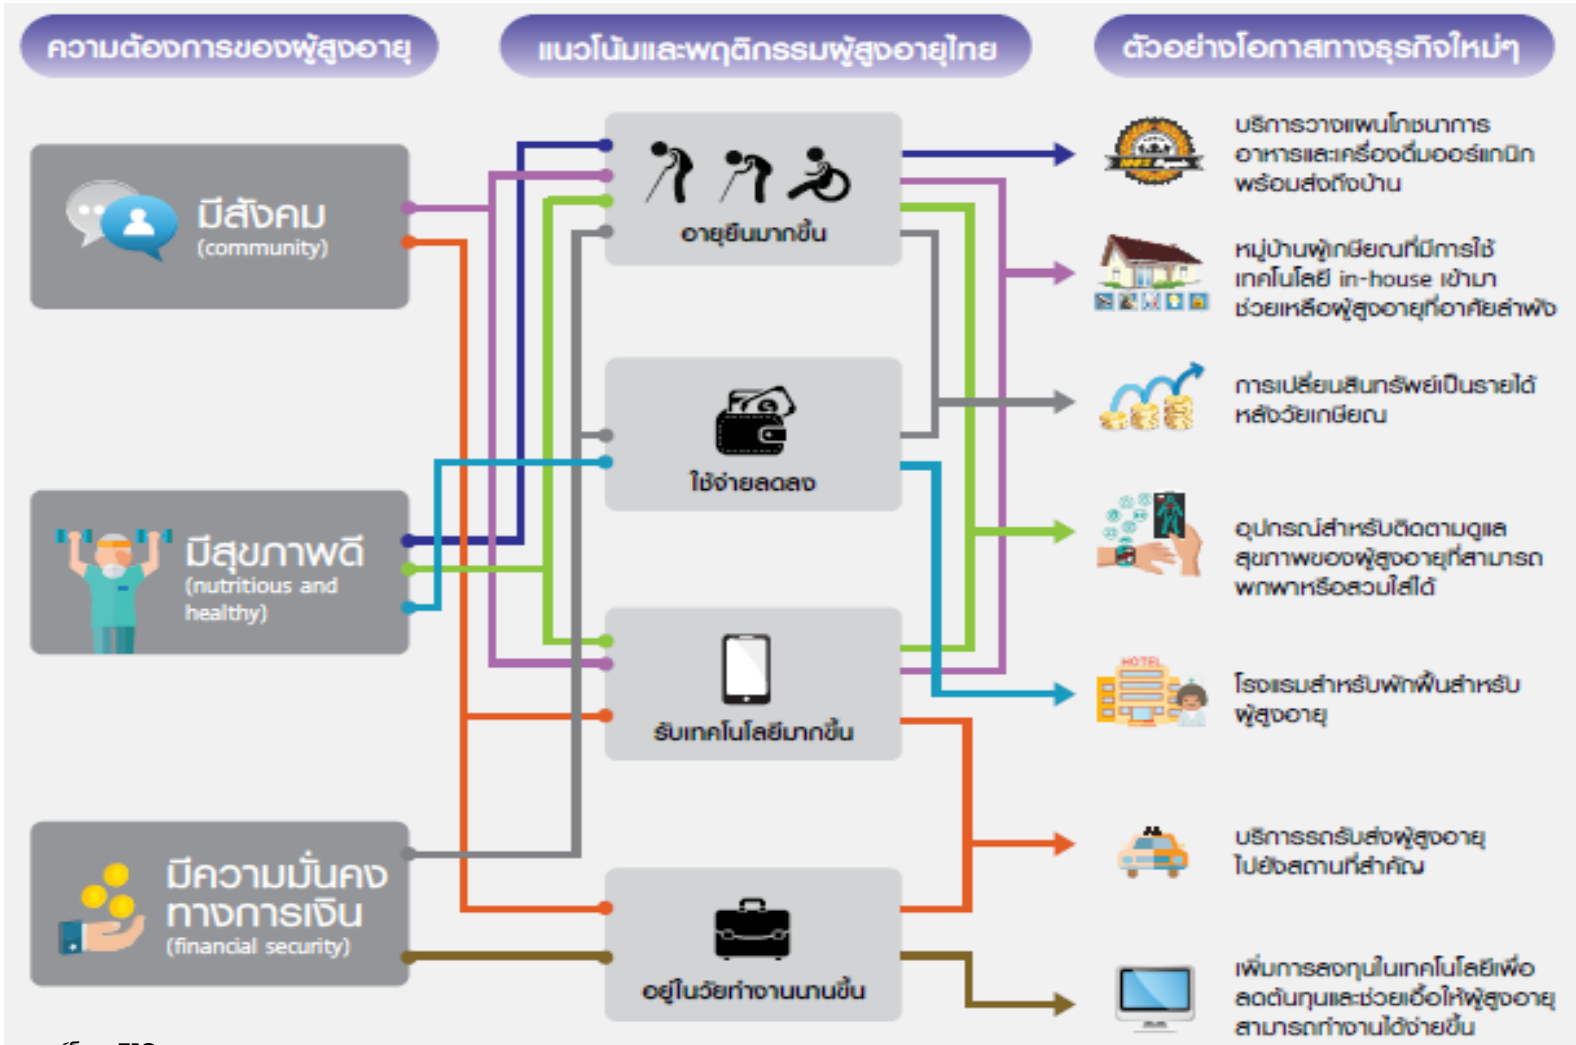 ความต้องการของผู้สูงอายุ
แนวโน้มและพฤติกรรมผู้สูงอายุไทย
ตัวอย่างโอกาสทางธุรกิจใหม่ๆ
มีสังคม
(community)
มีสุขภาพดี
(nutritious and
healthy)
มีความมั่นคง
ทางการเงิน
(financial security)
อายุยืนมากขึ้น
ใช้จ่ายลดลง
รับเทคโนโลยีมากขึ้น
อยู่ในวัยทำงานนานขึ้น
บริการวางแผนโภชนาการ
อาหารและเครื่องดื่มออร์แกนิก
พร้อมส่งถึงบ้าน
หมู่บ้านผู้เกษียณที่มีการใช้
เทคโนโลยี in-house เข้ามา
ช่วยเหลือผู้สูงอายุที่อาศัยลำพัง
การเปลี่ยนสินทรัพย์เป็นรายได้
หลังวัยเกษียณ
อุปกรณ์สำหรับติดตามดูแล
สุขภาพของผู้สูงอายุที่สามารถ
พกพาหรือสวมใส่ได้
HOTEL
โรงแรมสำหรับพักฟื้นสำหรับ
ผู้สูงอายุ
บริการรถรับส่งผู้สูงอายุ
ไปยังสถานที่สำคัญ
เพิ่มการลงทุนในเทคโนโลยีเพื่อ
ลดต้นทุนและช่วยเอื้อให้ผู้สูงอายุ
สามารถทำงานได้ง่ายขึ้น